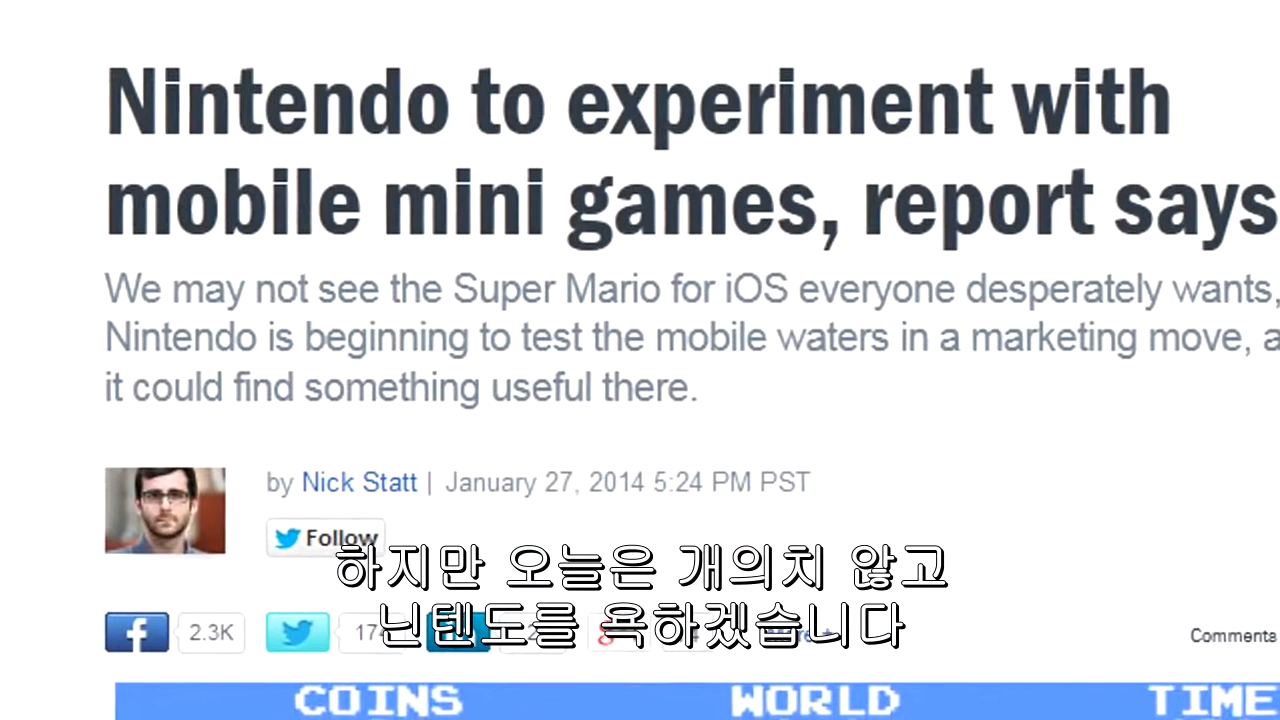 Nintendo to experiment with
mobile mini games, report says
We may not see the Super Mario for iOS everyone desperately wants,
Nintendo is beginning to test the mobile waters in a marketing move,
it could find something useful there.
by Nick Statt | January 27, 2014 5:24 PM PST
Follow
하지만 오늘은 개의치 않고
닌텐도를 욕하겠습니다
2.3K
Comments
COINS WORLD TIME